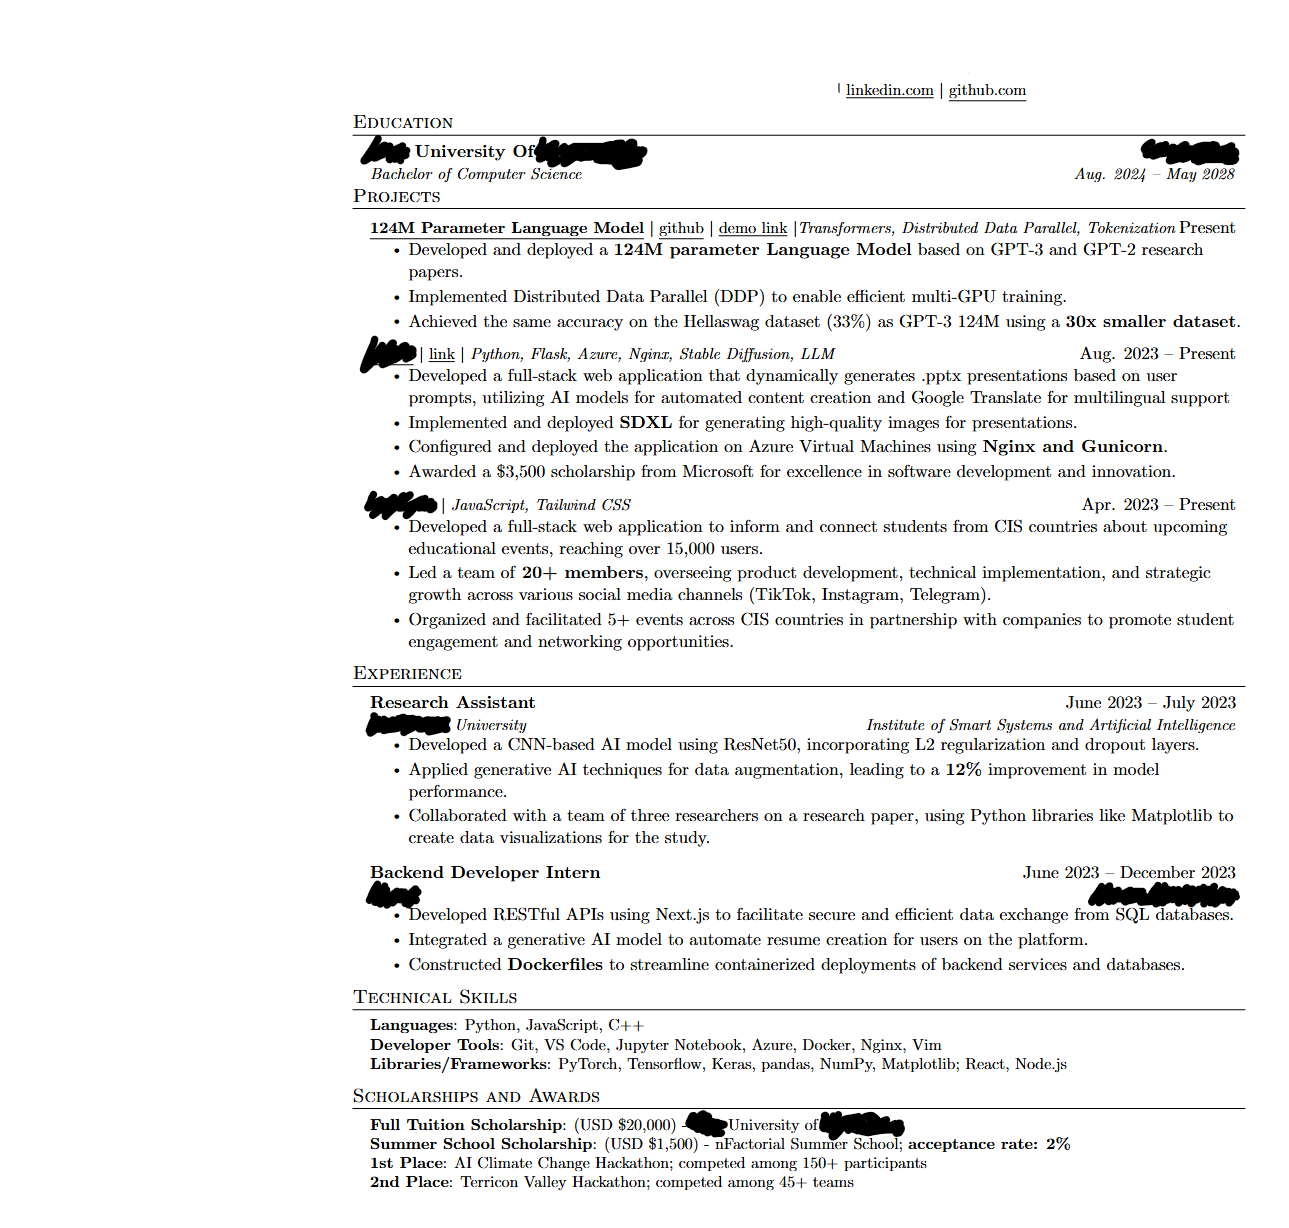 linkedin.com | github.com
EDUCATION
University Of
Bachelor of Computer Science Aug. 2024 – May 2028
PROJECTS
124M Parameter Language Model | github | demo link |Transformers, Distributed Data Parallel, Tokenization Present
• Developed and deployed a 124M parameter Language Model based on GPT-3 and GPT-2 research
papers.
• Implemented Distributed Data Parallel (DDP) to enable efficient multi-GPU training.
• Achieved the same accuracy on the Hellaswag dataset (33%) as GPT-3 124M using a 30x smaller dataset.
| link | Python, Flask, Azure, Nginx, Stable Diffusion, LLM Aug. 2023 – Present
• Developed a full-stack web application that dynamically generates .pptx presentations based on user
prompts, utilizing AI models for automated content creation and Google Translate for multilingual support
• Implemented and deployed SDXL for generating high-quality images for presentations.
• Configured and deployed the application on Azure Virtual Machines using Nginx and Gunicorn.
• Awarded a $3,500 scholarship from Microsoft for excellence in software development and innovation.
| JavaScript, Tailwind CSS Apr. 2023 – Present
• Developed a full-stack web application to inform and connect students from CIS countries about upcoming
educational events, reaching over 15,000 users.
• Led a team of 20+ members, overseeing product development, technical implementation, and strategic
growth across various social media channels (TikTok, Instagram, Telegram).
• Organized and facilitated 5+ events across CIS countries in partnership with companies to promote student
engagement and networking opportunities.
EXPERIENCE
Research Assistant June 2023 – July 2023
University Institute of Smart Systems and Artificial Intelligence
• Developed a CNN-based AI model using ResNet50, incorporating L2 regularization and dropout layers.
• Applied generative AI techniques for data augmentation, leading to a 12% improvement in model
performance.
• Collaborated with a team of three researchers on a research paper, using Python libraries like Matplotlib to
create data visualizations for the study.
Backend Developer Intern June 2023 – December 2023
• Developed RESTful APIs using Next.js to facilitate secure and efficient data exchange from SQL databases.
• Integrated a generative AI model to automate resume creation for users on the platform.
• Constructed Dockerfiles to streamline containerized deployments of backend services and databases.
TECHNICAL SKILLS
Languages: Python, JavaScript, C++
Developer Tools: Git, VS Code, Jupyter Notebook, Azure, Docker, Nginx, Vim
Libraries/Frameworks: PyTorch, Tensorflow, Keras, pandas, NumPy, Matplotlib; React, Node.js
SCHOLARSHIPS AND AWARDS
Full Tuition Scholarship: (USD $20,000) - University of
Summer School Scholarship: (USD $1,500) - nFactorial Summer School; acceptance rate: 2%
1st Place: AI Climate Change Hackathon; competed among 150+ participants
2nd Place: Terricon Valley Hackathon; competed among 45+ teams